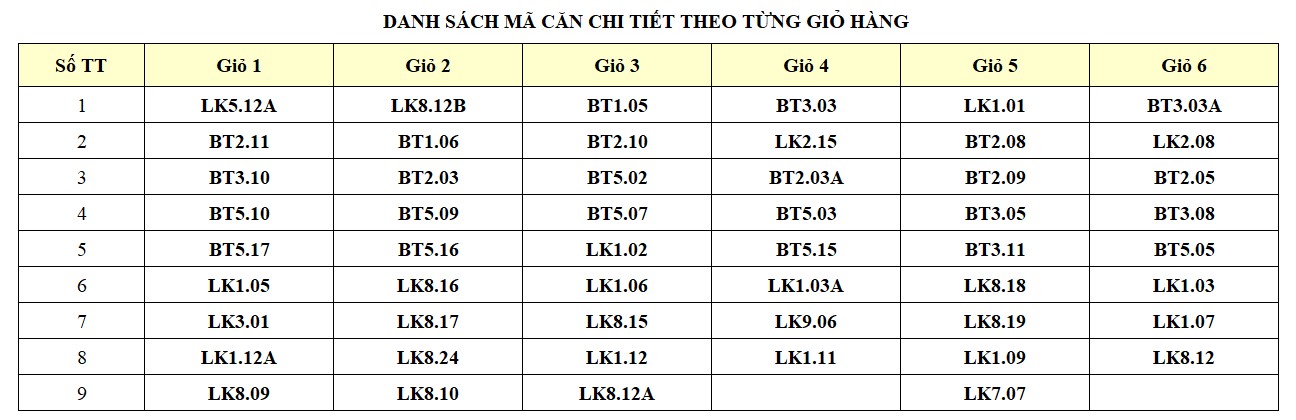 DANH SÁCH MÃ CĂN CHI TIẾT THEO TỪNG GIỎ HÀNG
Số TT Giỏ 1 Giỏ 2 Giỏ 3 Giỏ 4 Giỏ 5 Giỏ 6
1 LK5.12A LK8.12B BT1.05 BT3.03 LK1.01 BT3.03A
2 BT2.11 BT1.06 BT2.10 LK2.15 BT2.08 LK2.08
3 BT3.10 BT2.03 BT5.02 BT2.03A BT2.09 BT2.05
4 BT5.10 BT5.09 BT5.07 BT5.03 BT3.05 BT3.08
5 BT5.17 BT5.16 LK1.02 BT5.15 BT3.11 BT5.05
6 LK1.05 LK8.16 LK1.06 LK1.03A LK8.18 LK1.03
7 LK3.01 LK8.17 LK8.15 LK9.06 LK8.19 LK1.07
8 LK1.12A LK8.24 LK1.12 LK1.11 LK1.09 LK8.12
9 LK8.09 LK8.10 LK8.12A LK7.07